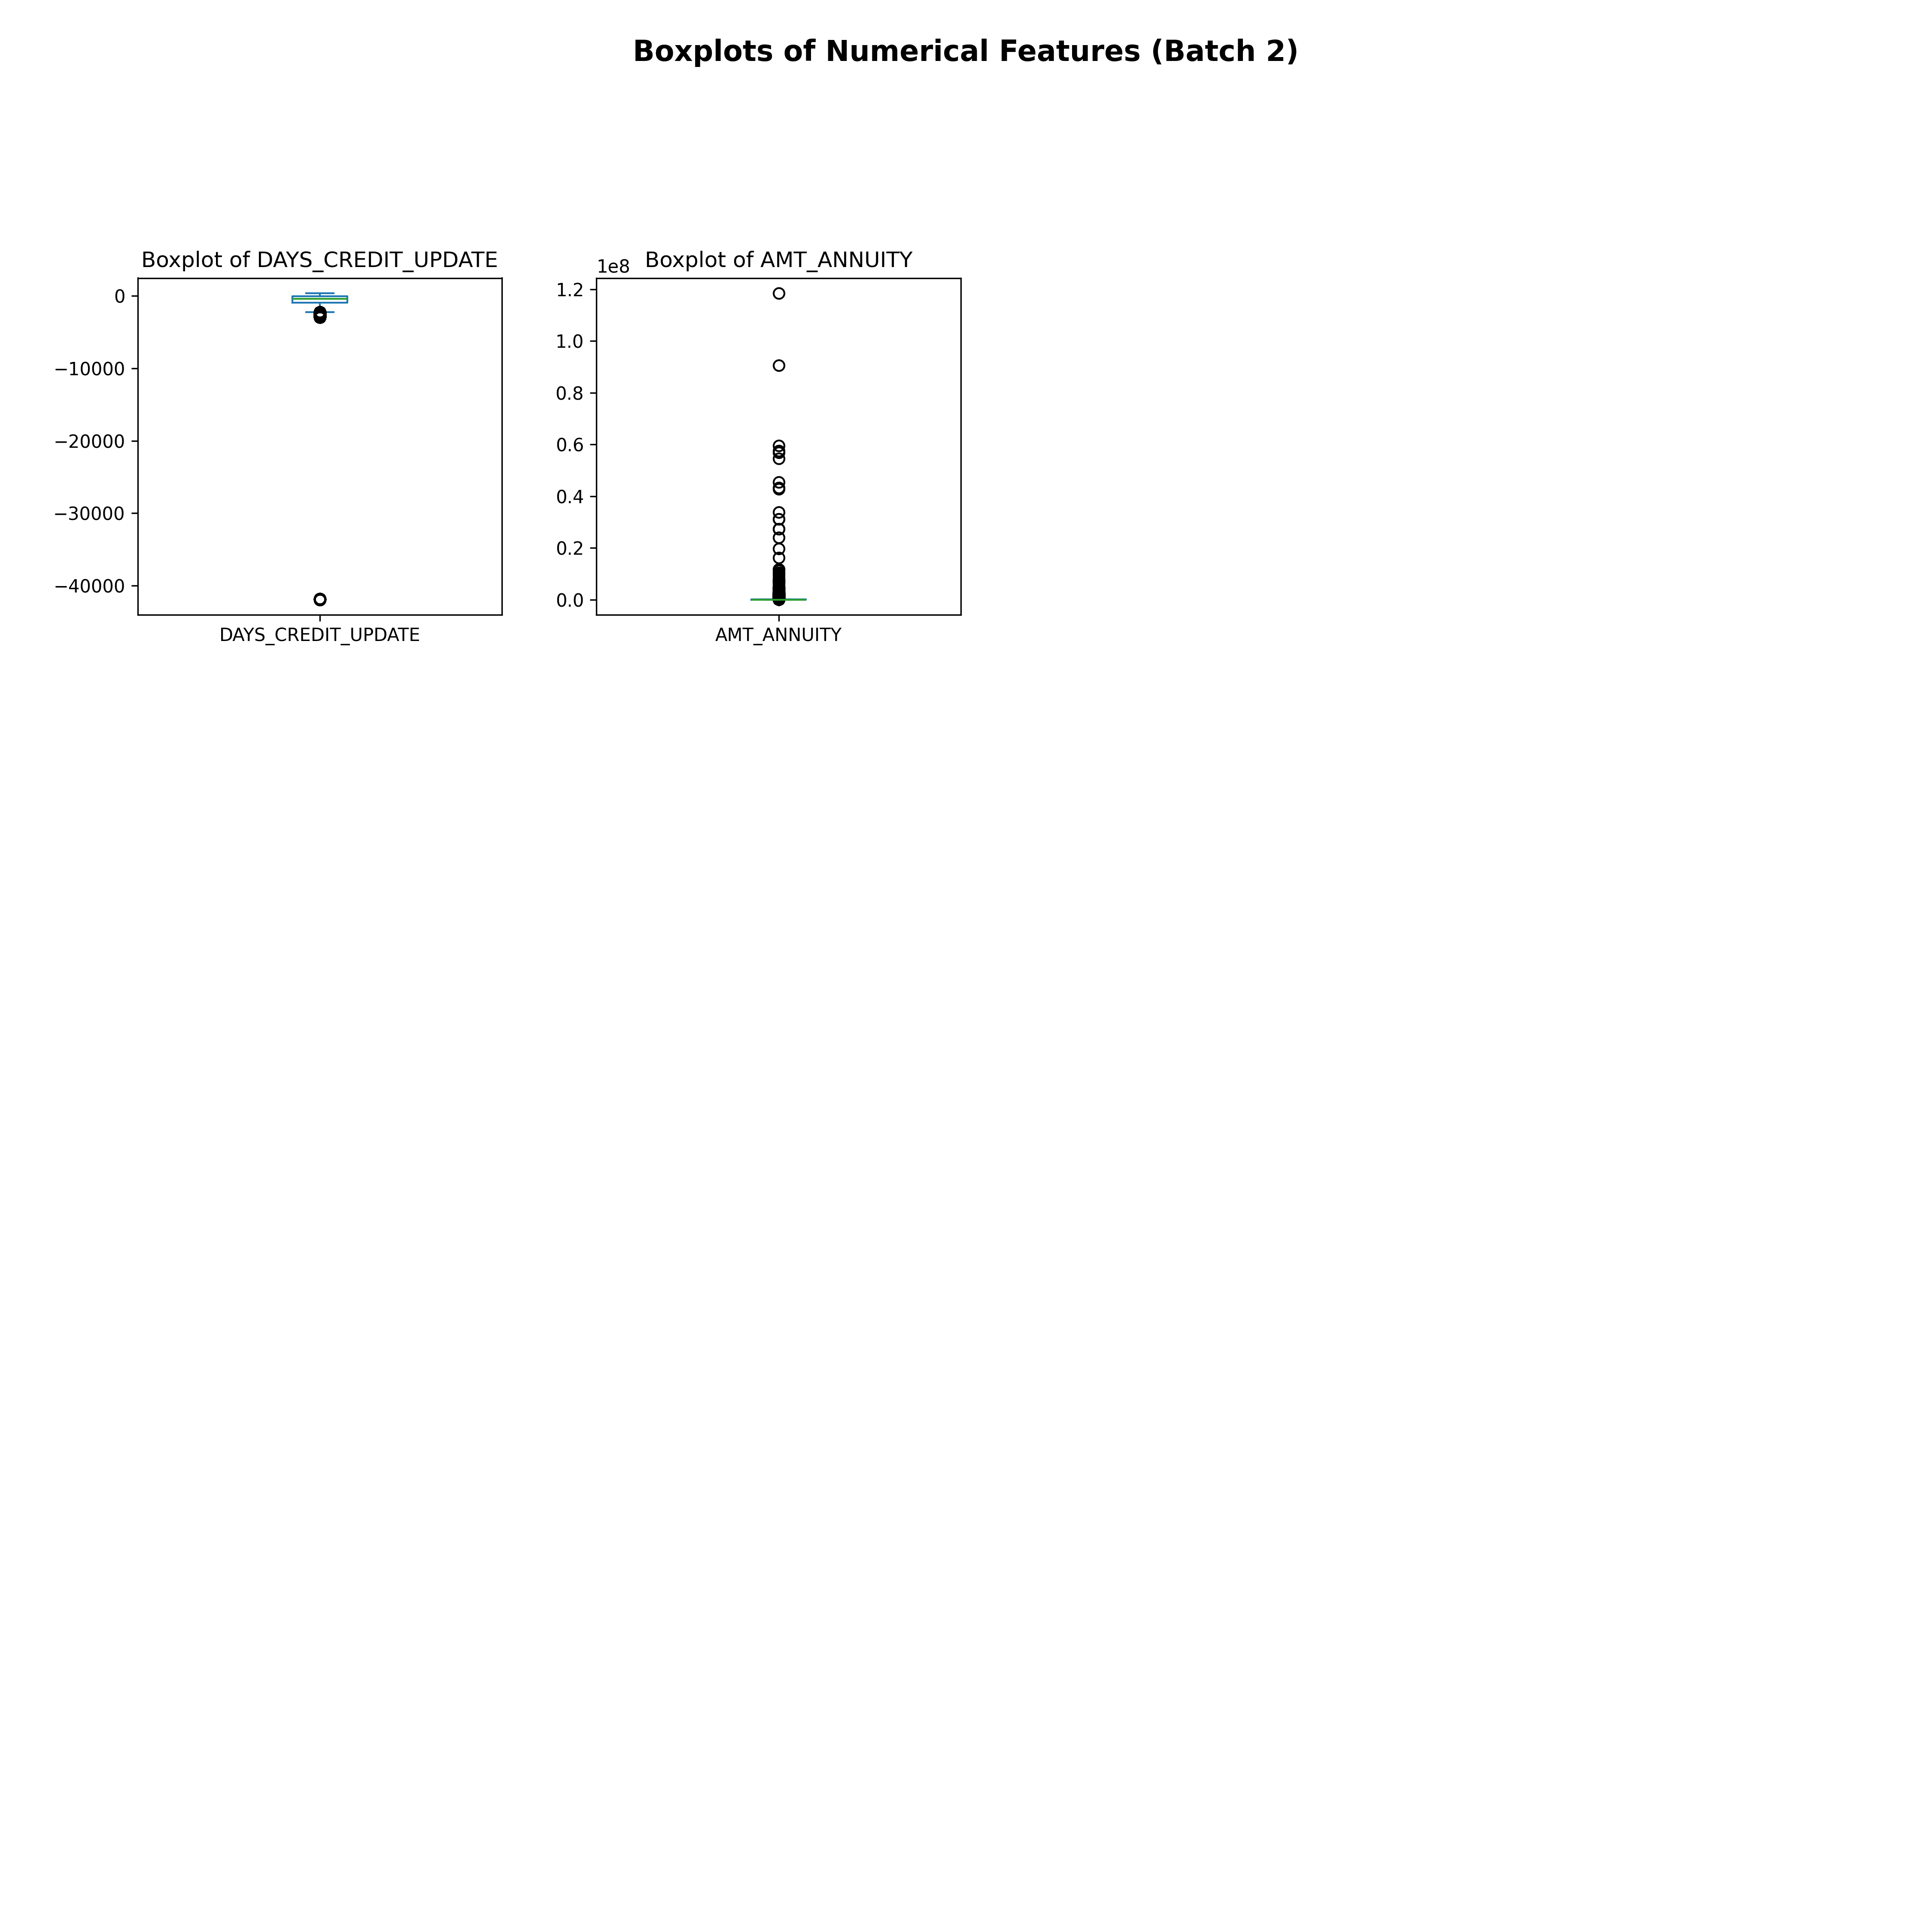 Boxplots of Numerical Features (Batch 2)
Boxplot of DAYS_CREDIT_UPDATE
0
−10000
−20000
−30000
−40000
DAYS_CREDIT_UPDATE
1e8
Boxplot of AMT_ANNUITY
1.2
1.0
0.8
0.6
0.4
0.2
0.0
AMT_ANNUITY